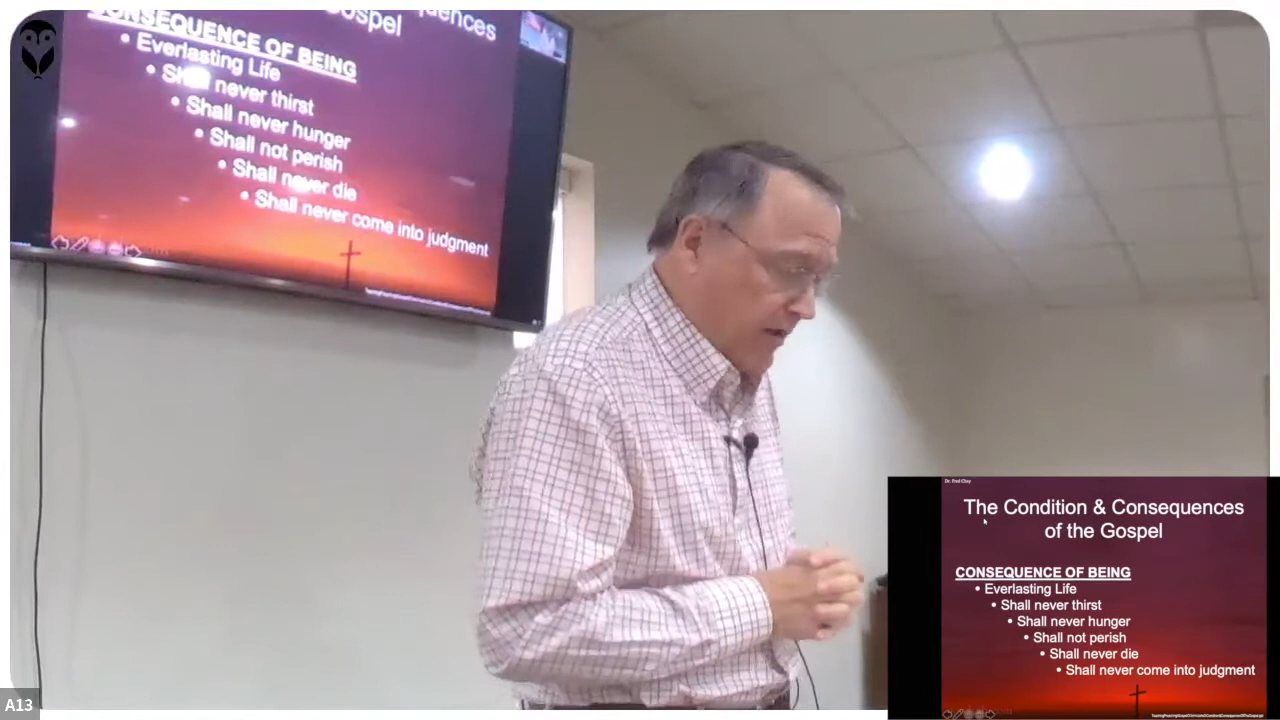 uences
ospel
CONSEQUENCE OF BEING
• Everlasting Life
• Shall never thirst
• Shall never hunger
• Shall not perish
• Shall never die
• Shall never come into judgment
A13
Dr. Fred Chay
The Condition & Consequences
of the Gospel
CONSEQUENCE OF BEING
• Everlasting Life
• Shall never thirst
• Shall never hunger
• Shall not perish
• Shall never die
• Shall never come into judgment